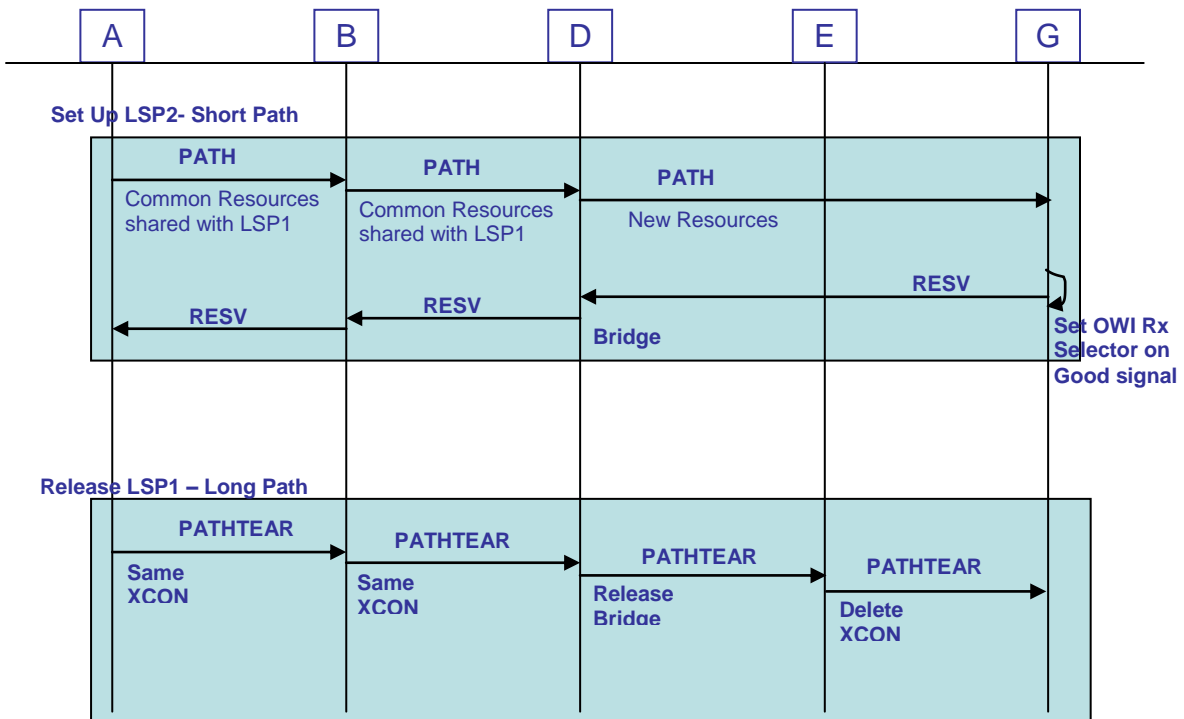 A B D E G
Set Up LSP2- Short Path
PATH
PATH
PATH
Common Resources
shared with LSP1
Common Resources
shared with LSP1
New Resources
RESV
RESV
RESV
Bridge
Set OWI Rx
Selector on
Good signal
Release LSP1 – Long Path
PATHTEAR
PATHTEAR
PATHTEAR
PATHTEAR
Same
XCON
Same
XCON
Release
Bridge
Delete
XCON